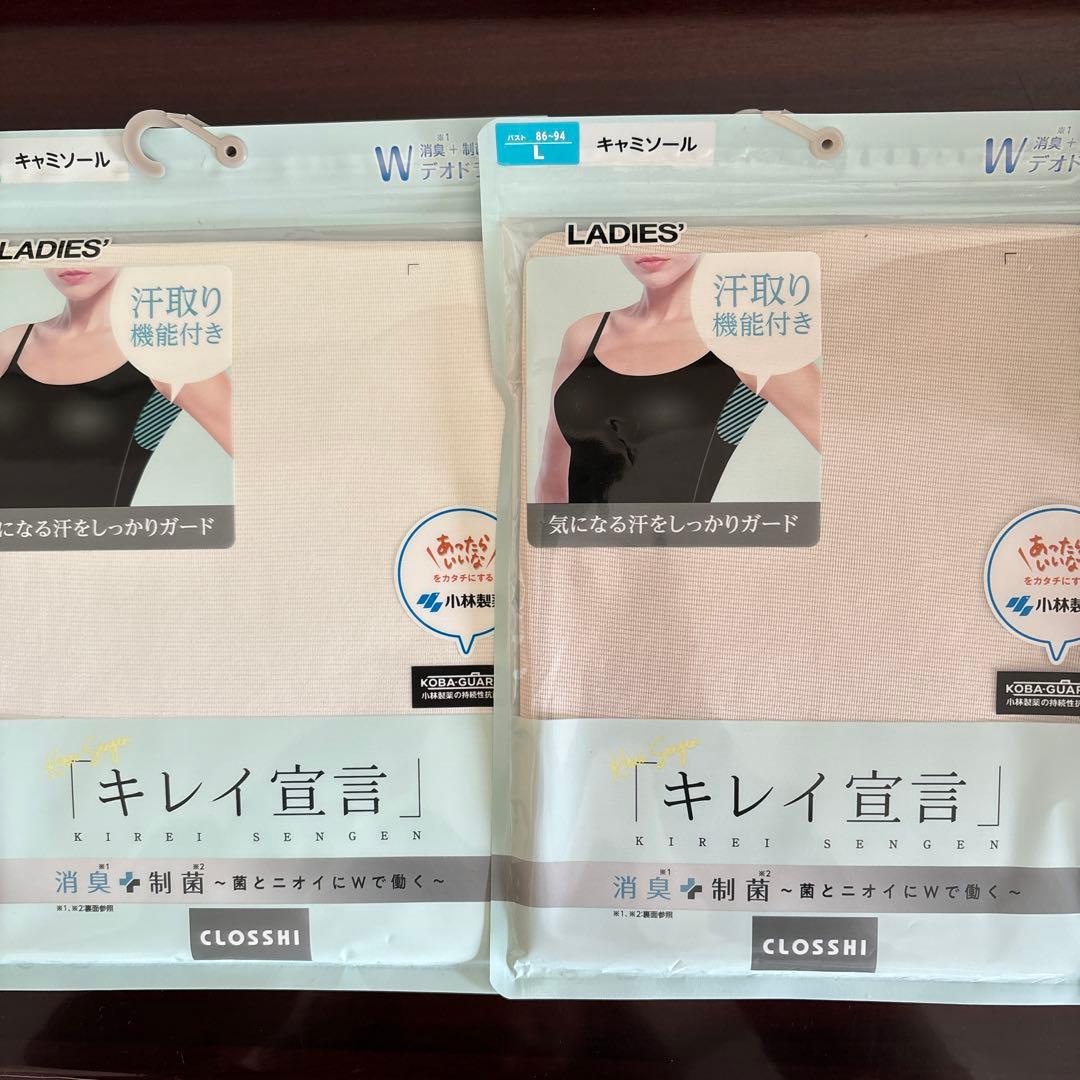 キャミソール
※1
W
消臭+制
デオド
LADIES’
汗取り
機能付き
になる汗をしっかりガード
あったら
いいな
をカタチにする
小林製
KOBA-GUAR
小林製薬の持続性抗
「キレイ宣言」
KIREI SENGEN
消臭※1+制菌※2~菌とニオイにWで働く~
※1、※2:裏面参照
CLOSSHI
バスト 86~94
L
キャミソール
※1
W
消臭+
デオド
LADIES’
汗取り
機能付き
気になる汗をしっかりガード
あったら
いいな
をカタチにす
小林製
KOBA-GUAR
小林製薬の持続性抗
「キレイ宣言」
KIREI SENGEN
消臭※1+制菌※2~菌とニオイにWで働く~
※1、※2:裏面参照
CLOSSHI